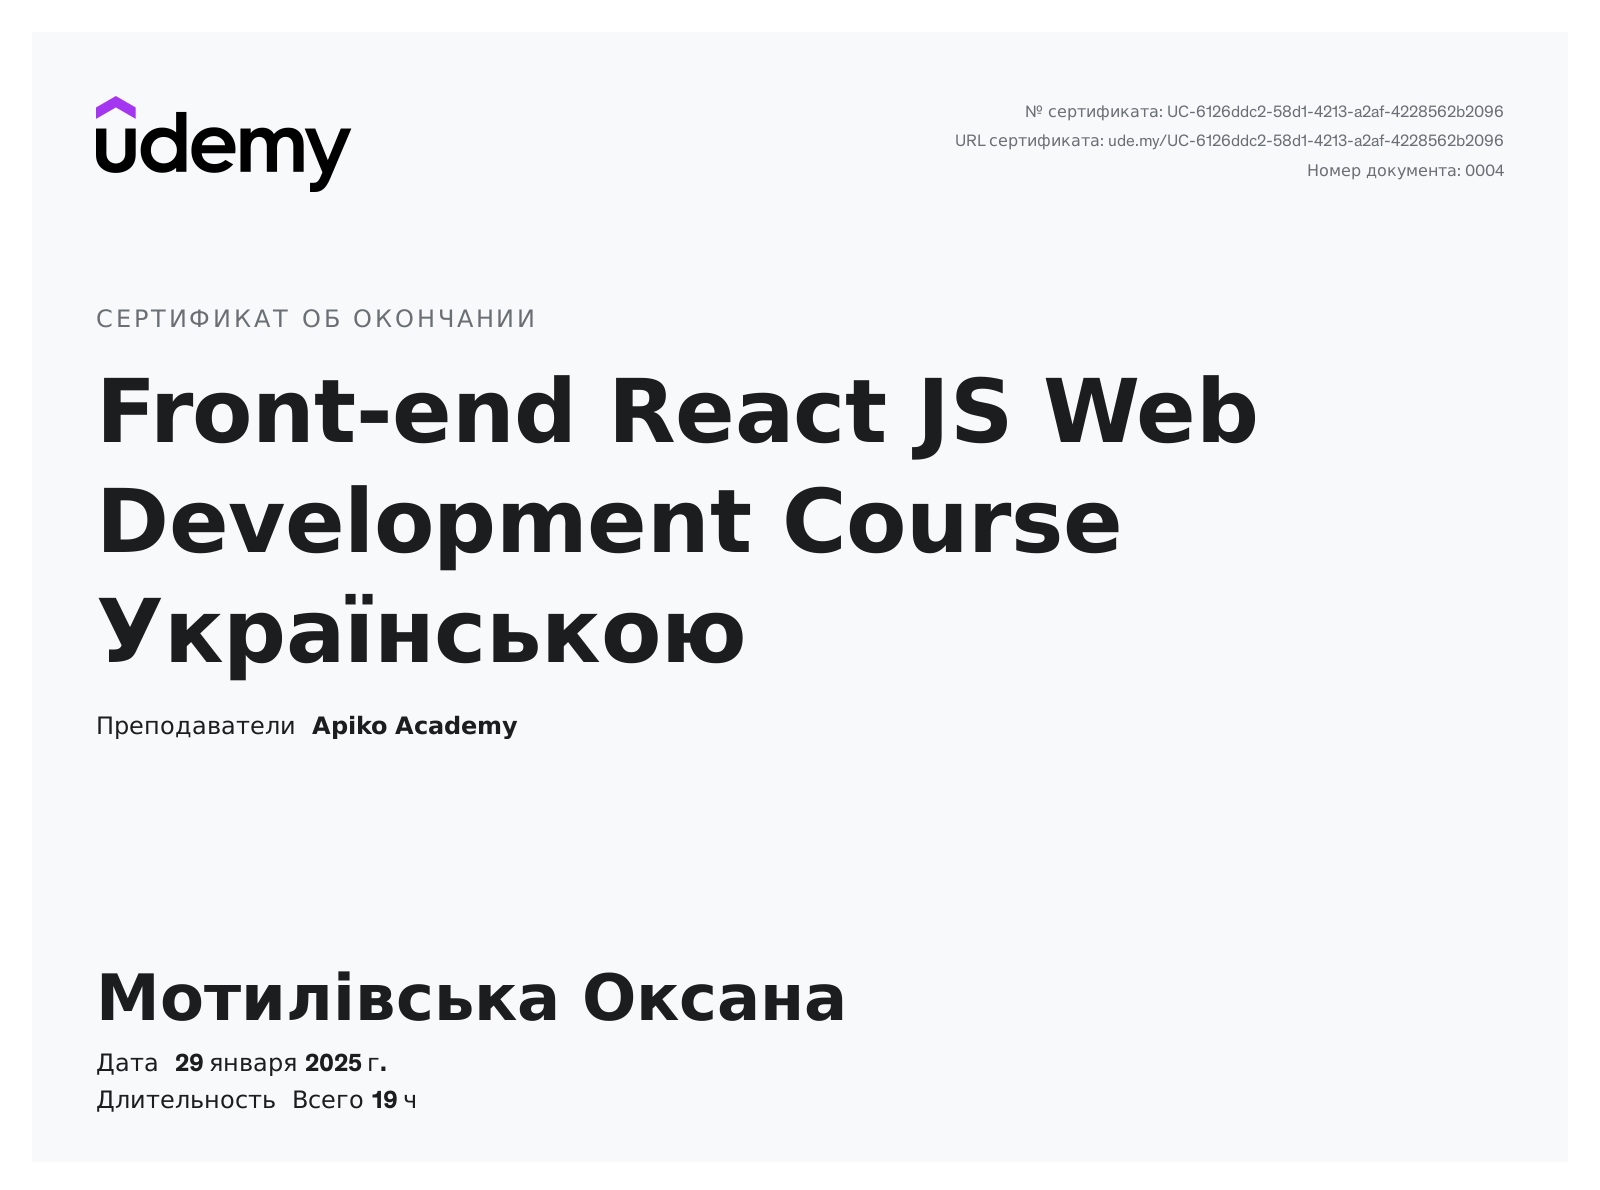 udemy
№ сертификата: UC-6126ddc2-58d1-4213-a2af-4228562b2096
URL сертификата: ude.my/UC-6126ddc2-58d1-4213-a2af-4228562b2096
Номер документа: 0004
СЕРТИФИКАТ ОБ ОКОНЧАНИИ
Front-end React JS Web
Development Course
Українською
Преподаватели Apiko Academy
Мотилівська Оксана
Дата 29 января 2025 г.
Длительность Всего 19 ч